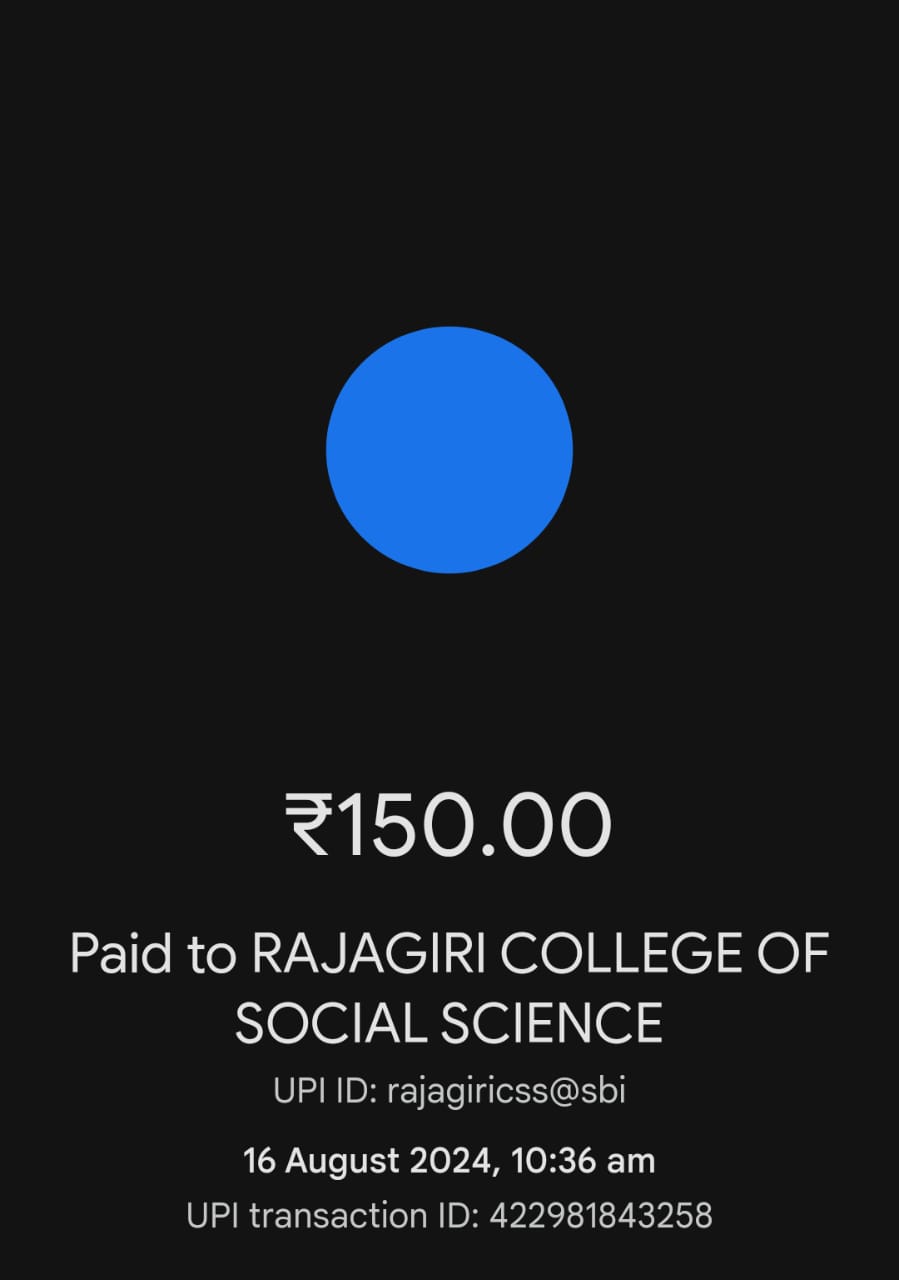 ₹150.00
Paid to RAJAGIRI COLLEGE OF
SOCIAL SCIENCE
UPI ID: rajagiricss@sbi
16 August 2024, 10:36 am
UPI transaction ID: 422981843258